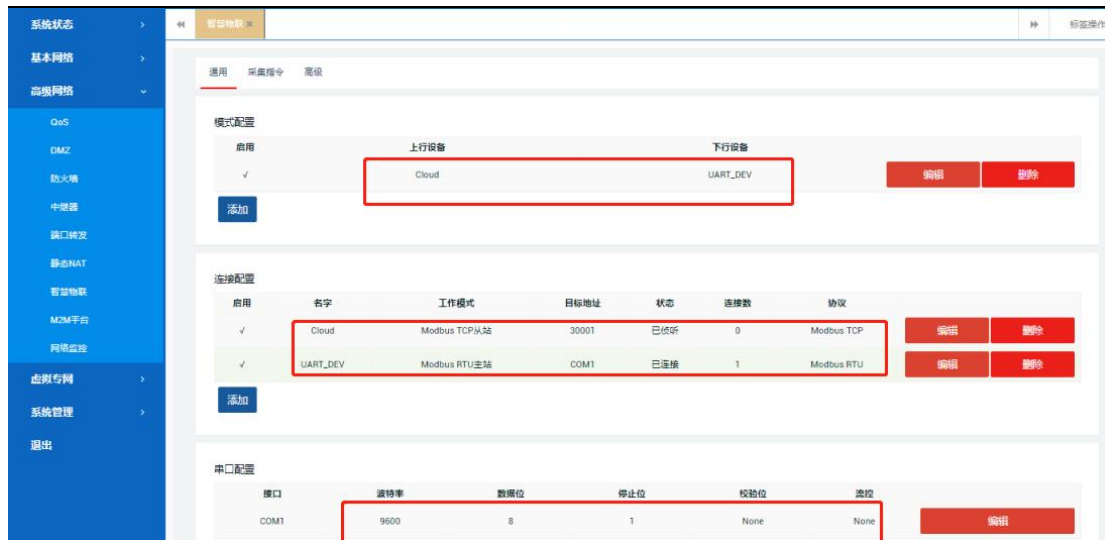 系统状态
智慧物联
标签操作
基本网络
高级网络
QoS
DMZ
防火墙
中继器
端口转发
静态NAT
智慧物联
M2M平台
网络监控
虚拟专网
系统管理
退出
通用 采集指令 高级
模式配置
启用 上行设备 下行设备
√ Cloud UART_DEV 编辑 删除
添加
连接配置
启用 名字 工作模式 目标地址 状态 连接数 协议
√ Cloud Modbus TCP从站 30001 已侦听 0 Modbus TCP 编辑 删除
√ UART_DEV Modbus RTU主站 COM1 已连接 1 Modbus RTU 编辑 删除
添加
串口配置
接口 波特率 数据位 停止位 校验位 流控
COM1 9600 8 1 None None 编辑